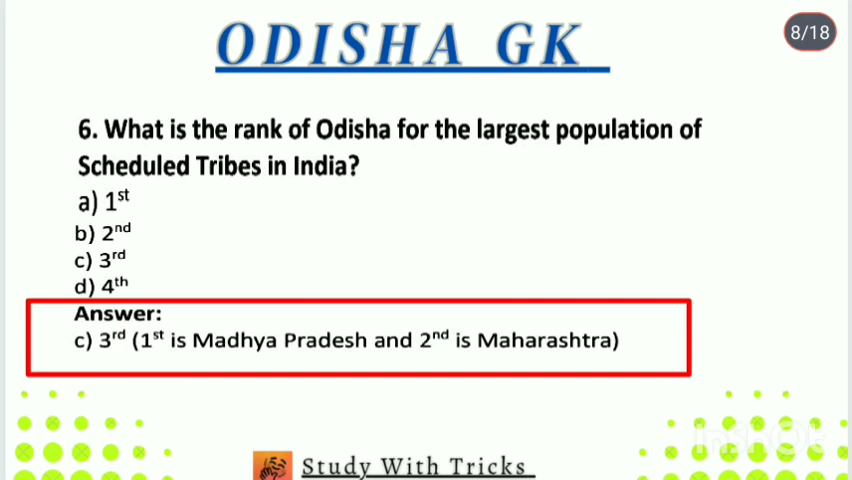 ODISHA GK
8/18
6. What is the rank of Odisha for the largest population of
Scheduled Tribes in India?
a) 1st
b) 2nd
c) 3rd
d) 4th
Answer:
c) 3rd (1st is Madhya Pradesh and 2nd is Maharashtra)
InShOt
Study With Tricks